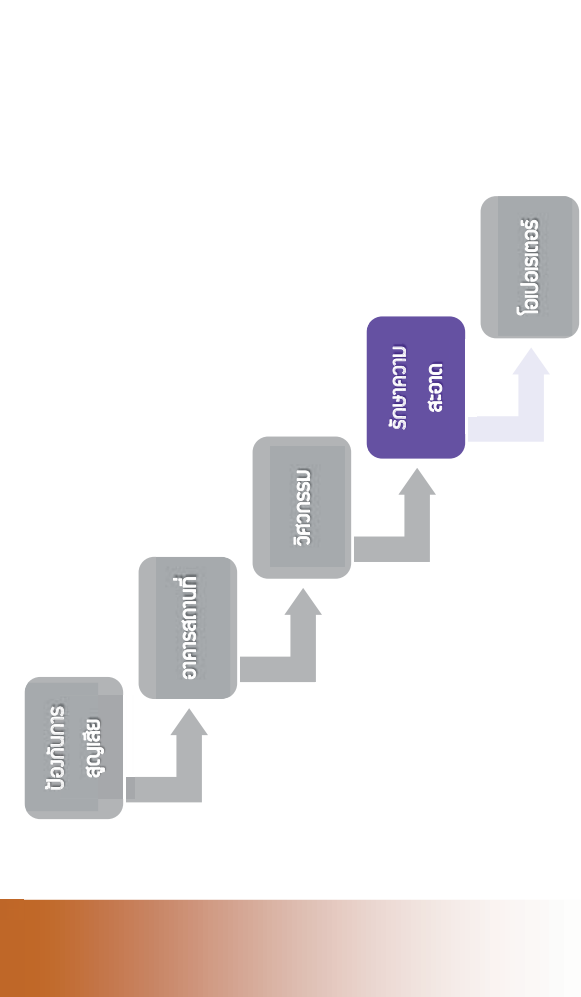 ป้องกันการ
สูญเสีย
อาคารสถานที่
วิศวกรรม
รักษาความ
สะอาด
โอเปอเรเตอร์